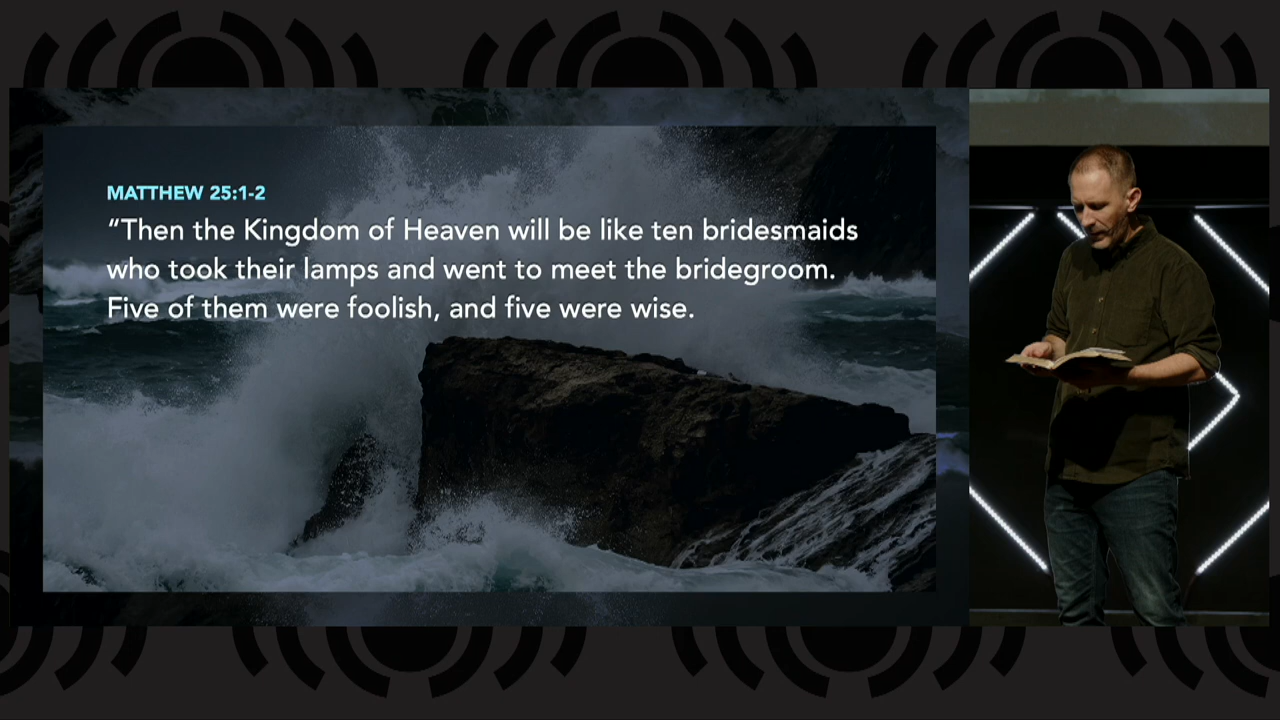 MATTHEW 25:1-2
“Then the Kingdom of Heaven will be like ten bridesmaids
who took their lamps and went to meet the bridegroom.
Five of them were foolish, and five were wise.